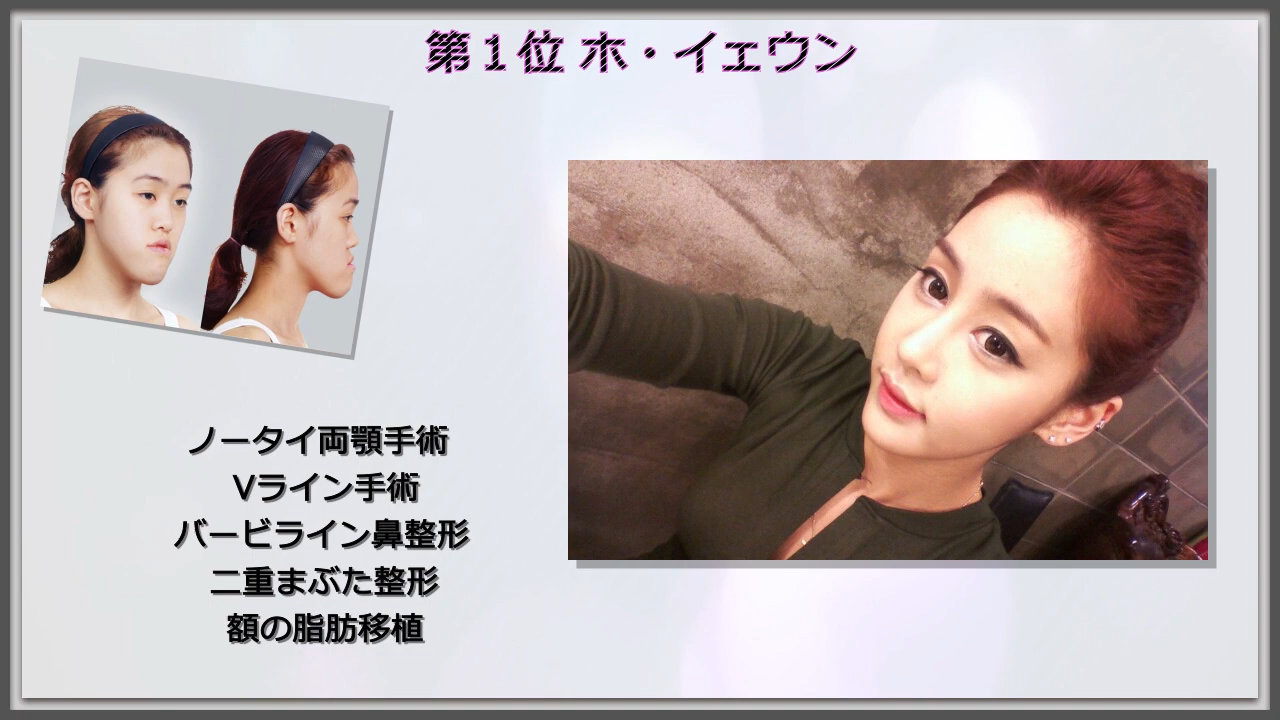 第1位 ホ・イェウン
ノータイ両顎手術
Vライン手術
バービライン鼻整形
二重まぶた整形
額の脂肪移植